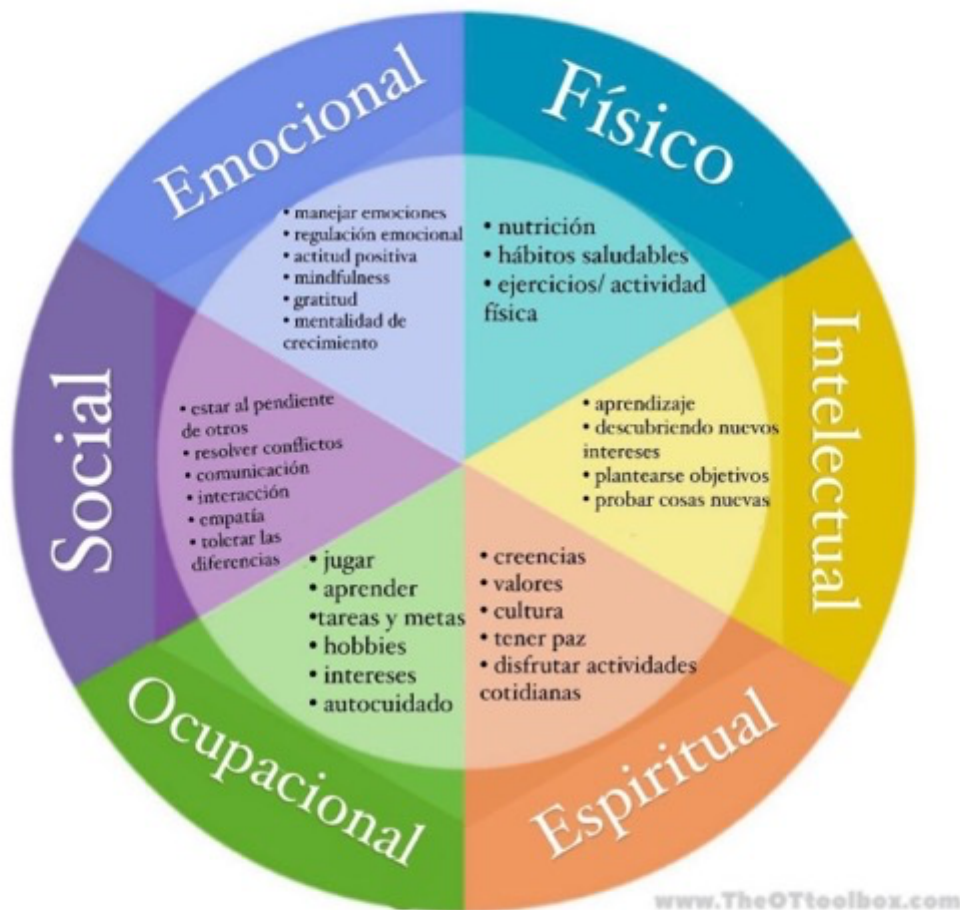 Emocional
• manejar emociones
• regulación emocional
• actitud positiva
• mindfulness
• gratitud
• mentalidad de
crecimiento
Físico
• nutrición
• hábitos saludables
• ejercicios/ actividad
física
Intelectual
• aprendizaje
• descubriendo nuevos
intereses
• plantearse objetivos
• probar cosas nuevas
Espiritual
• creencias
• valores
• cultura
• tener paz
• disfrutar actividades
cotidianas
Ocupacional
• jugar
• aprender
•tareas y metas
• hobbies
• intereses
• autocuidado
Social
• estar al pendiente
de otros
• resolver conflictos
• comunicación
• interacción
• empatía
• tolerar las
diferencias
www.TheOTtoolbox.com